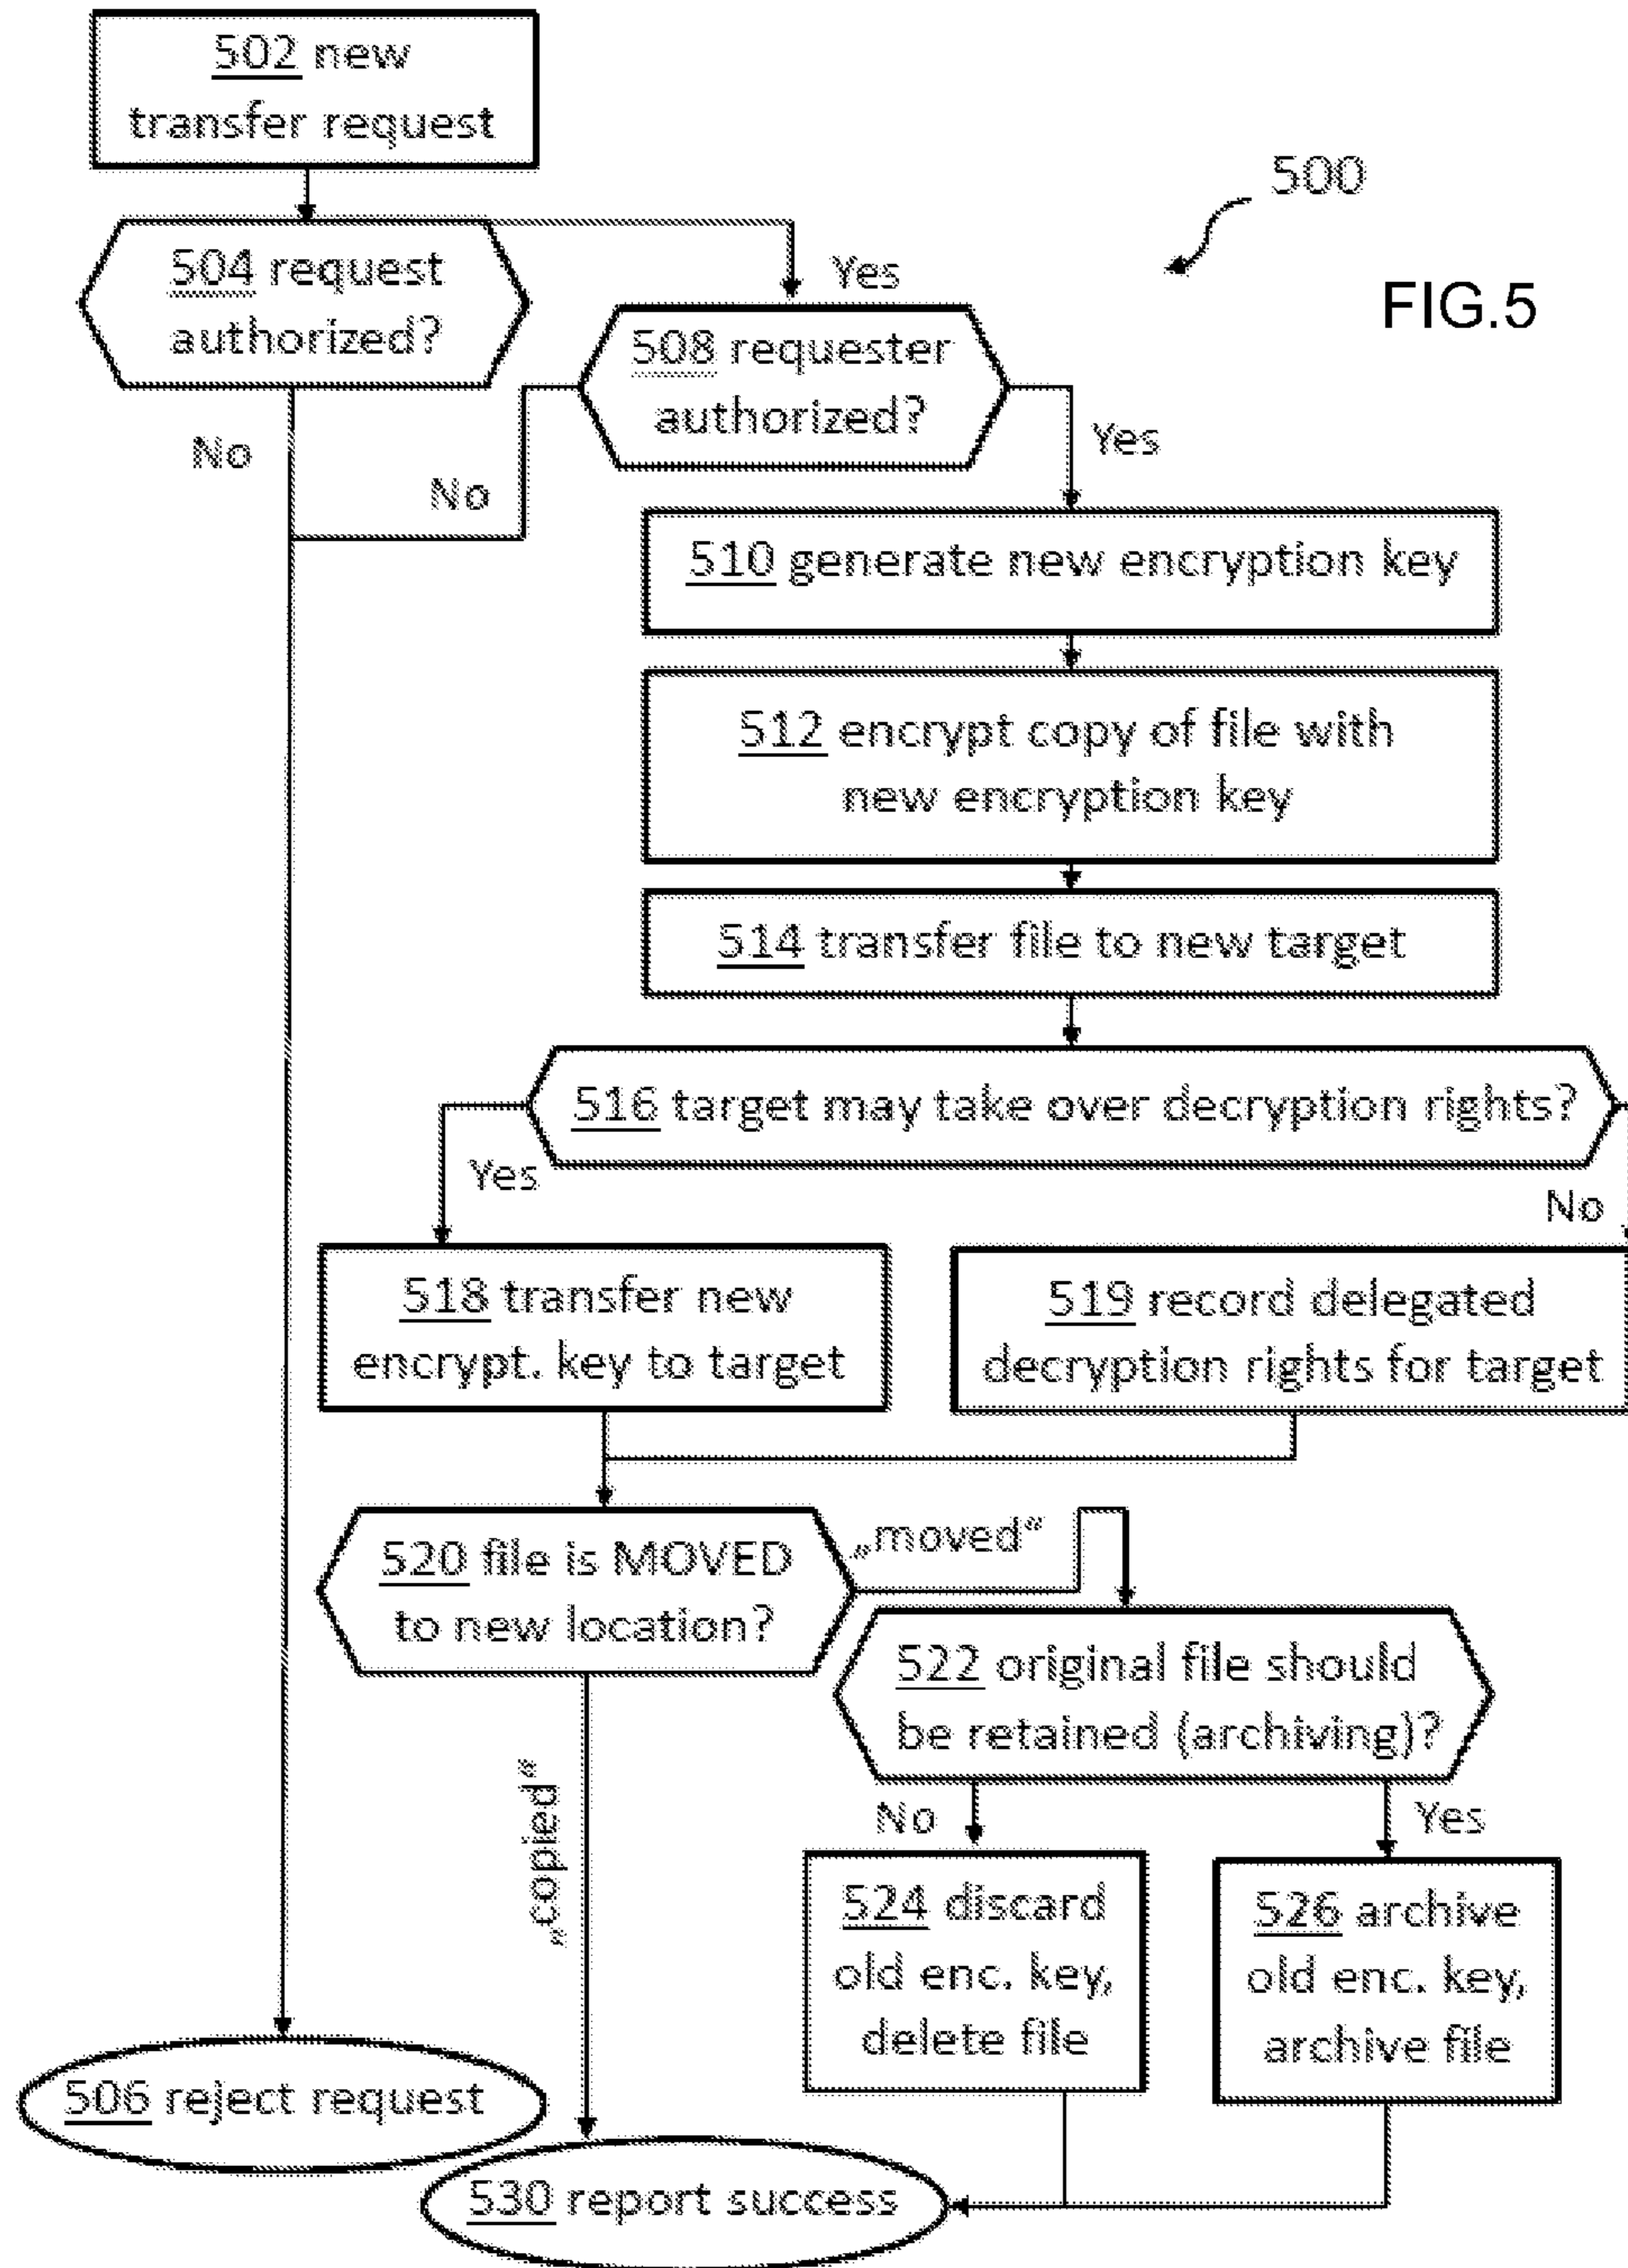 502 new
transfer request
500
FIG.5
504 request
authorized?
Yes
508 requester
authorized?
No
No
Yes
510 generate new encryption key
512 encrypt copy of file with
new encryption key
514 transfer file to new target
516 target may take over decryption rights?
Yes
No
518 transfer new
encrypt. key to target
519 record delegated
decryption rights for target
520 file is MOVED
to new location?
„moved“
522 original file should
be retained (archiving)?
„copied“
No
Yes
524 discard
old enc. key,
delete file
526 archive
old enc. key,
archive file
506 reject request
530 report success